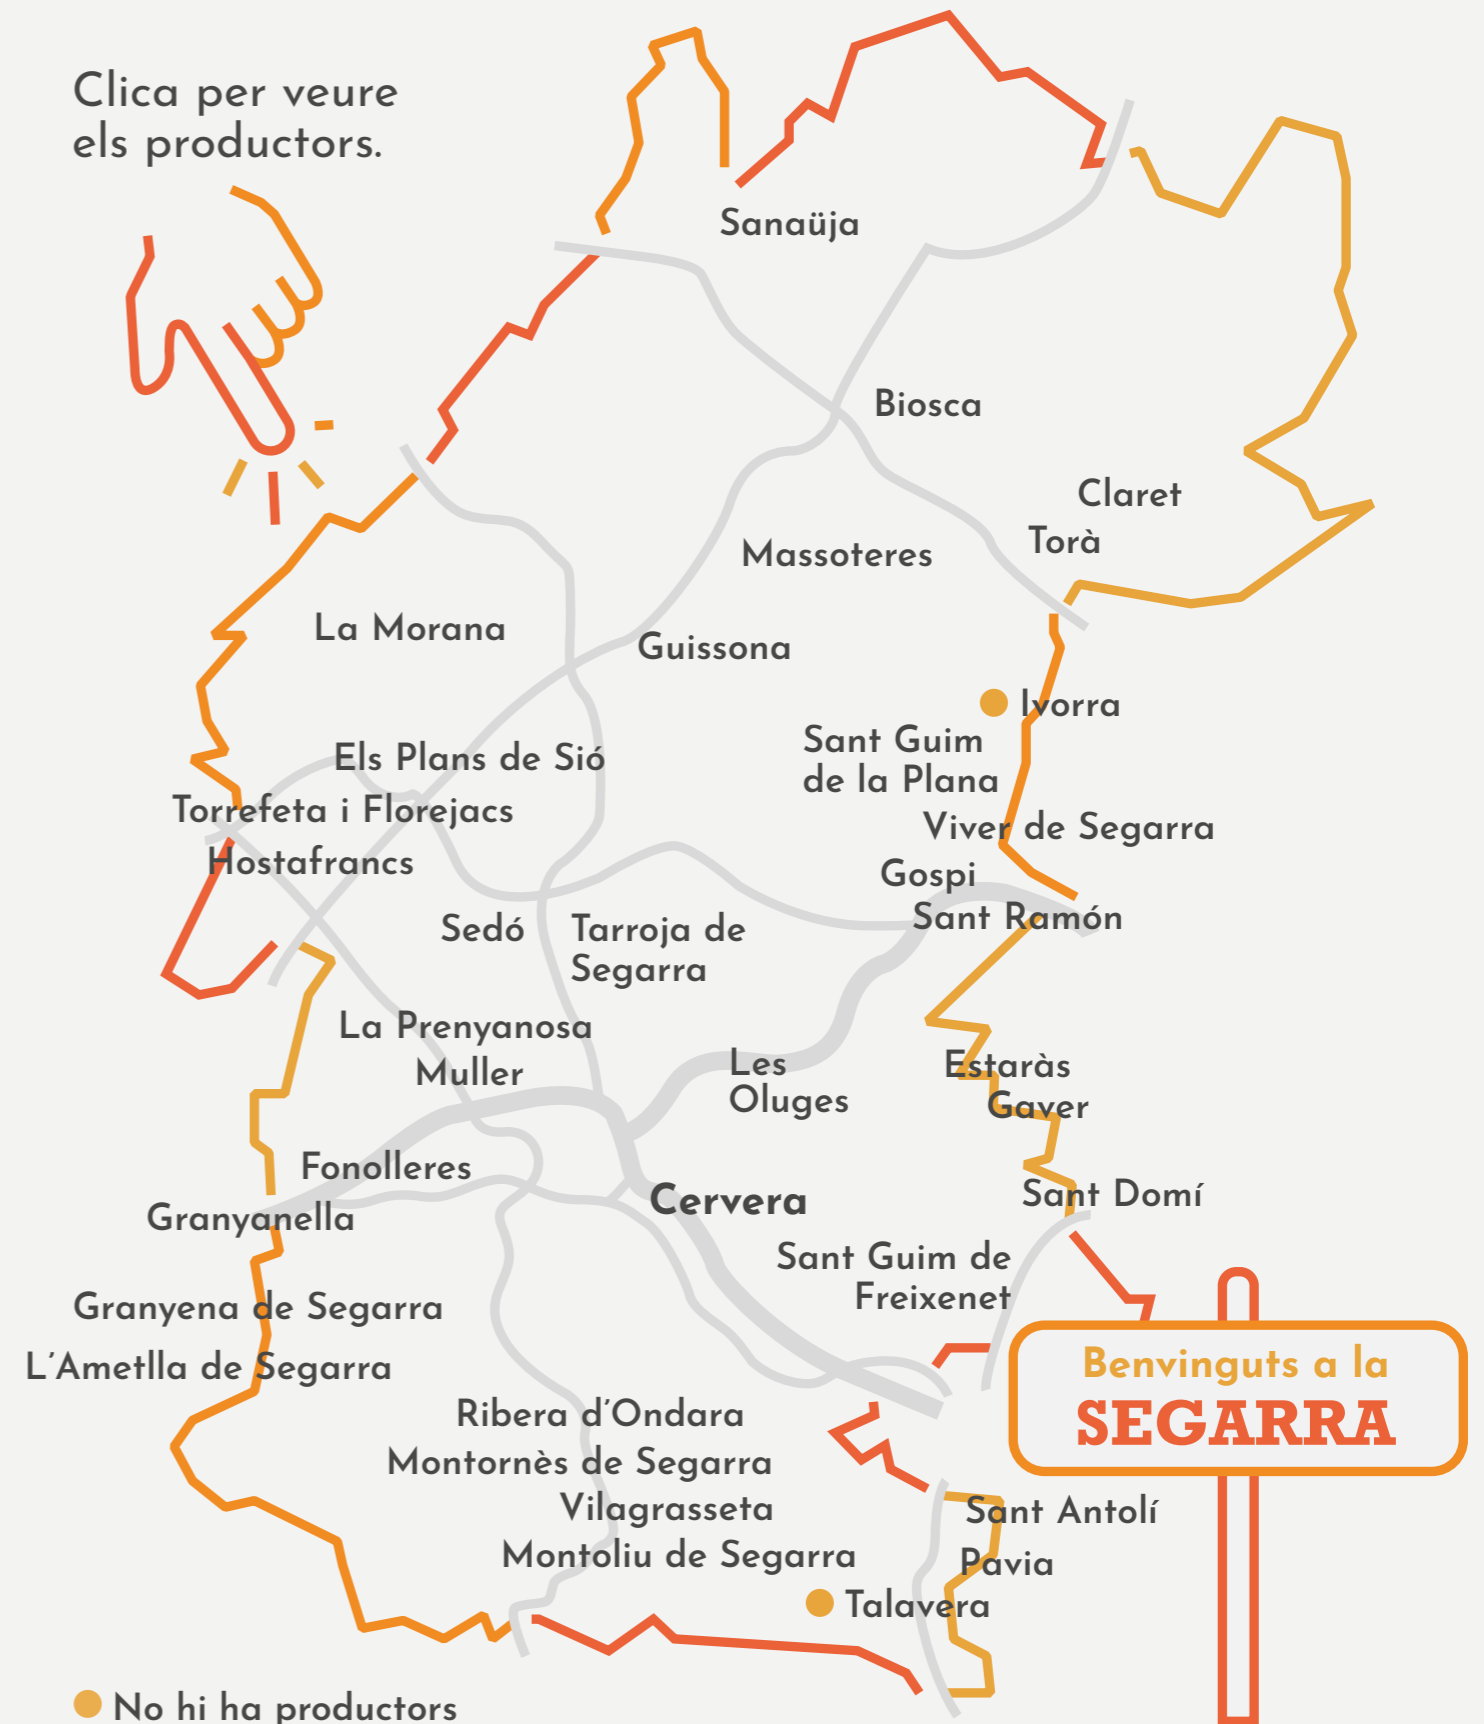 Clica per veure
els productors.
Sanaüja
Biosca
Claret
Torà
Massoteres
La Morana
Guissona
Ivorra
Sant Guim
de la Plana
Els Plans de Sió
Torrefeta i Florejacs
Viver de Segarra
Hostafrancs
Gospi
Sant Ramón
Sedó
Tarroja de
Segarra
La Prenyanosa
Muller
Les
Oluges
Estaràs
Gaver
Fonolleres
Cervera
Sant Domí
Granyanella
Sant Guim de
Freixenet
Granyena de Segarra
L'Ametlla de Segarra
Benvinguts a la
SEGARRA
Ribera d'Ondara
Montornès de Segarra
Vilagrasseta
Sant Antolí
Montoliu de Segarra
Pavia
Talavera
No hi ha productors